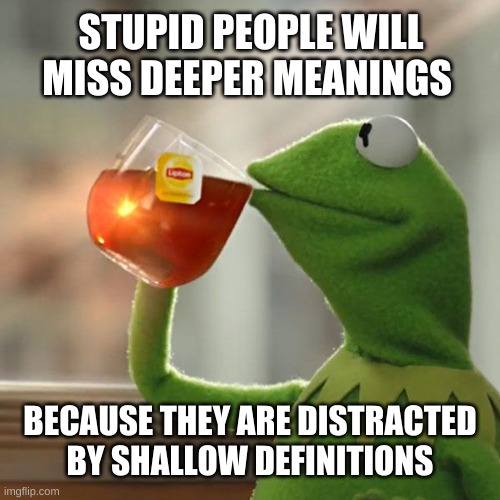 STUPID PEOPLE WILL
MISS DEEPER MEANINGS
Lipton
BECAUSE THEY ARE DISTRACTED
BY SHALLOW DEFINITIONS
imgflip.com